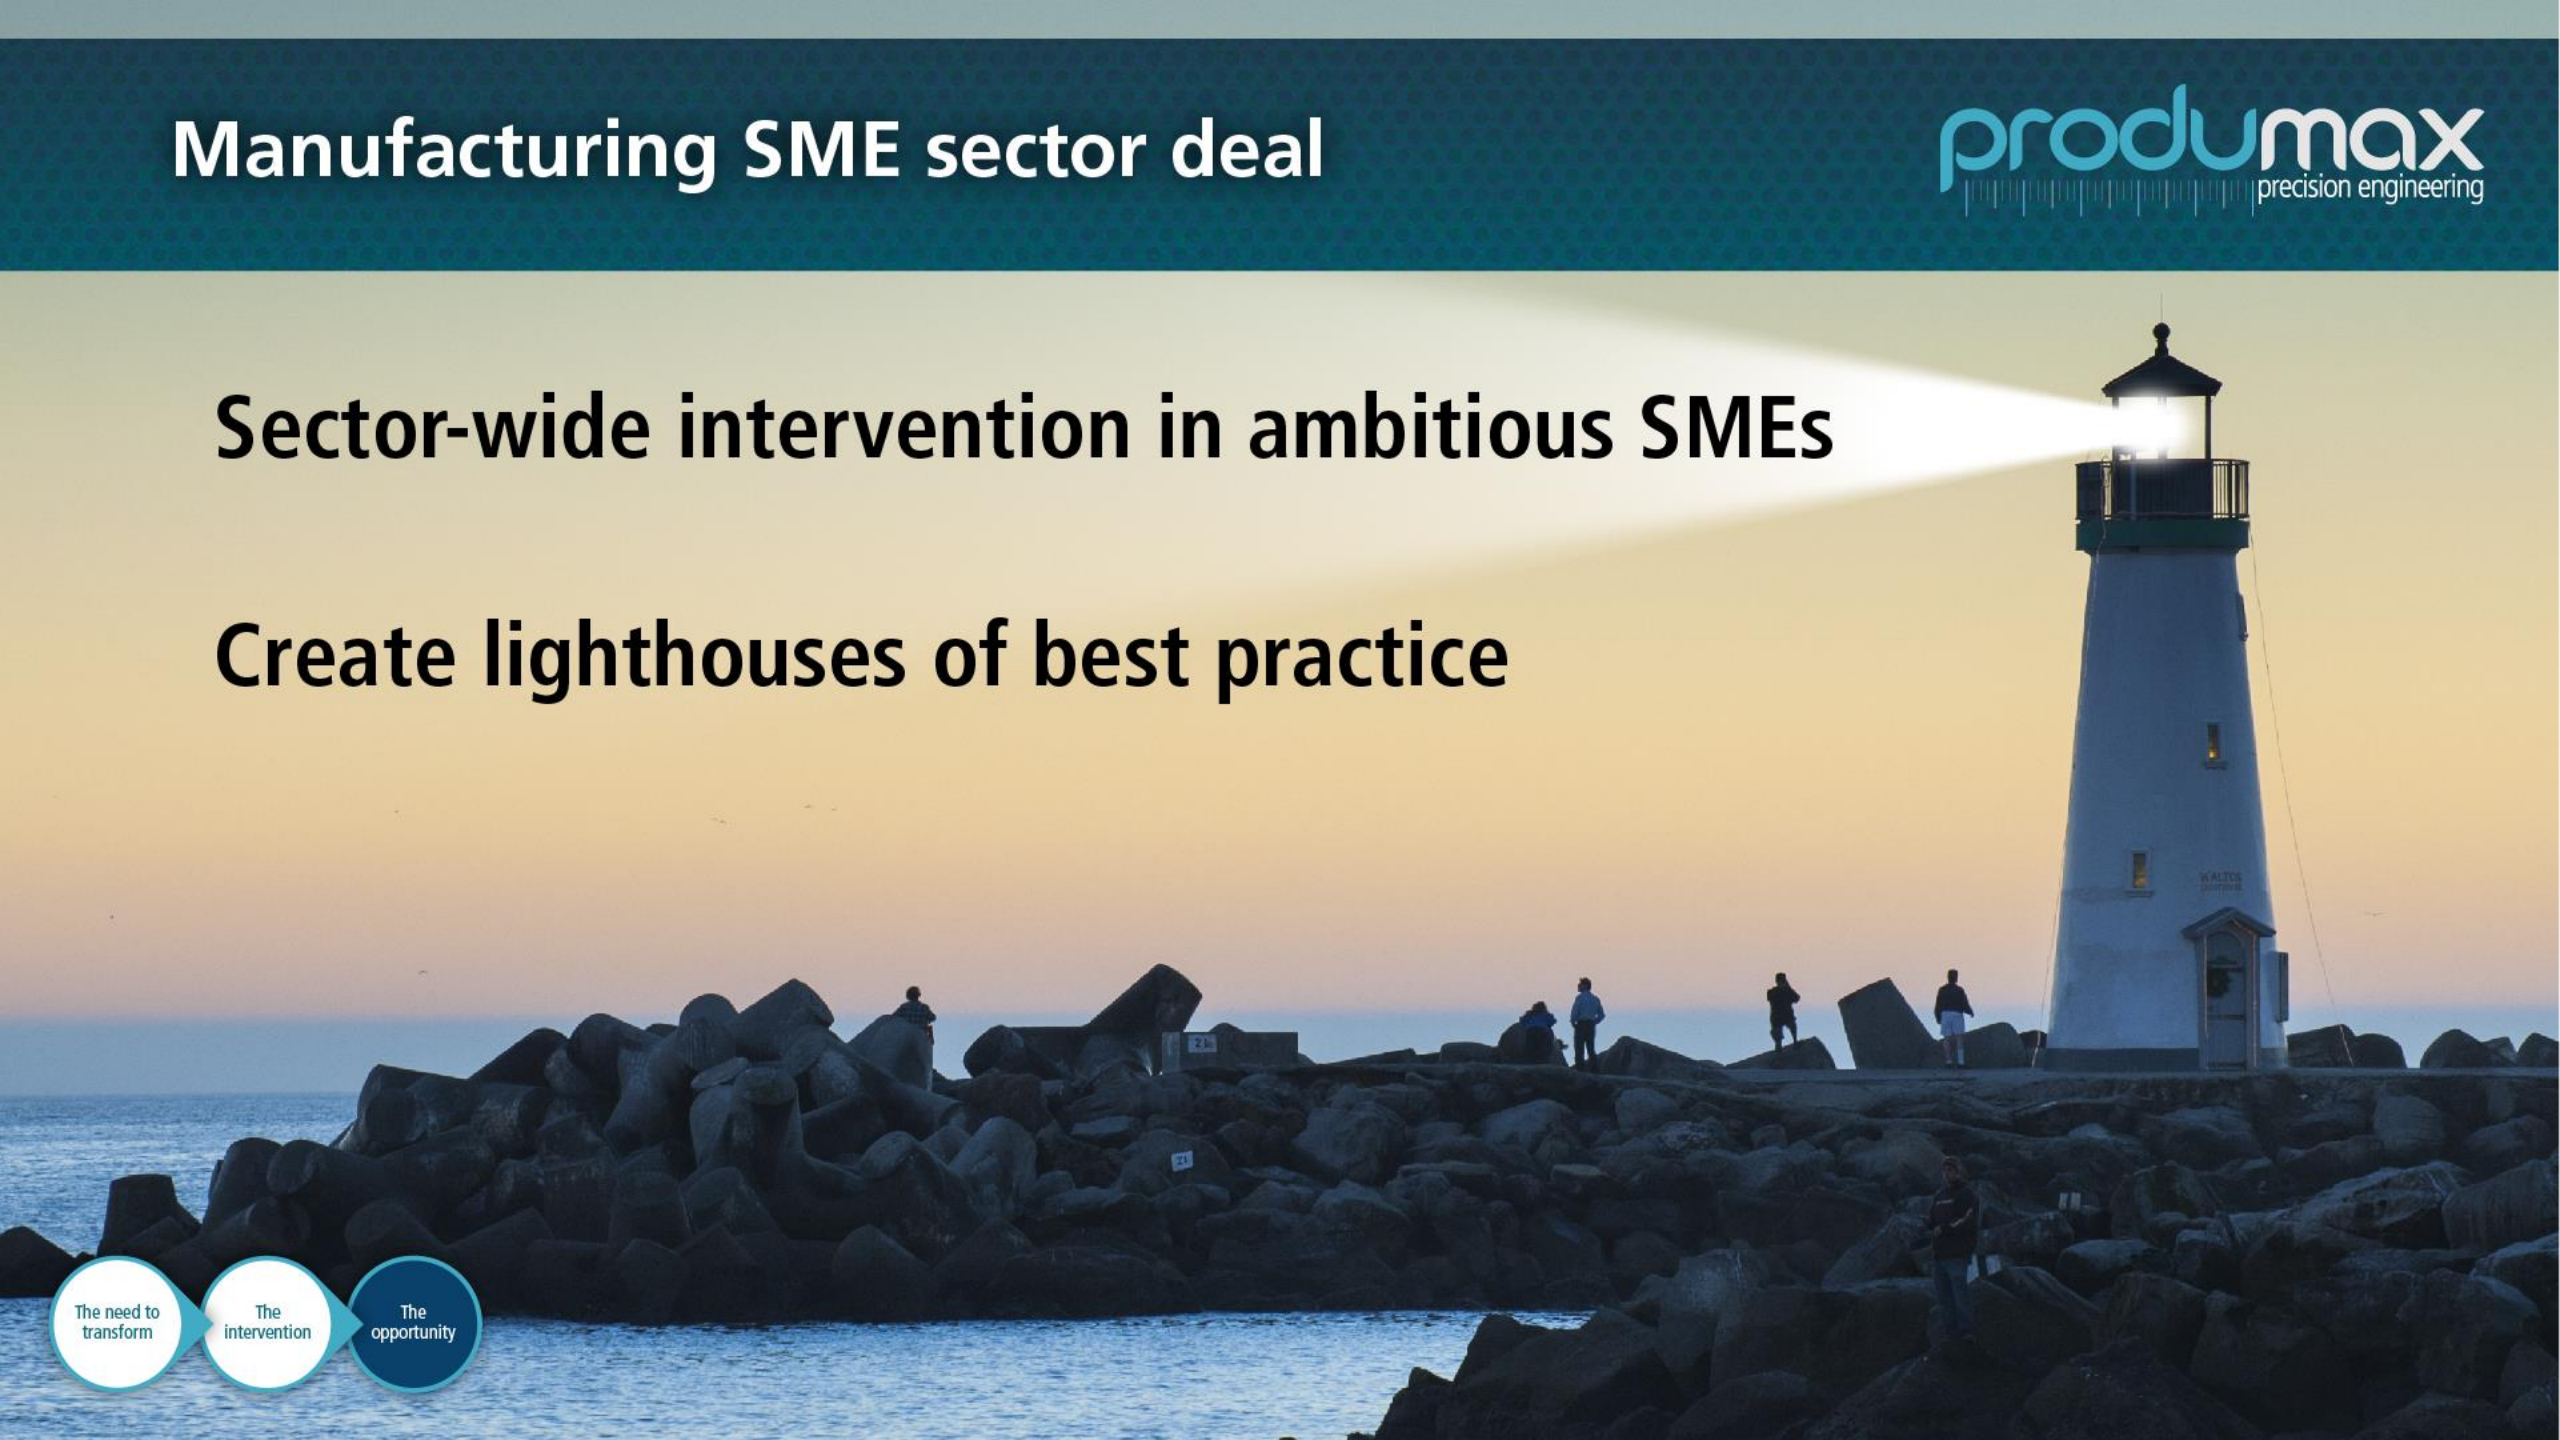 Manufacturing SME sector deal
produmax
precision engineering
Sector-wide intervention in ambitious SMEs
Create lighthouses of best practice
WALTON
The need to
transform
The
intervention
The
opportunity